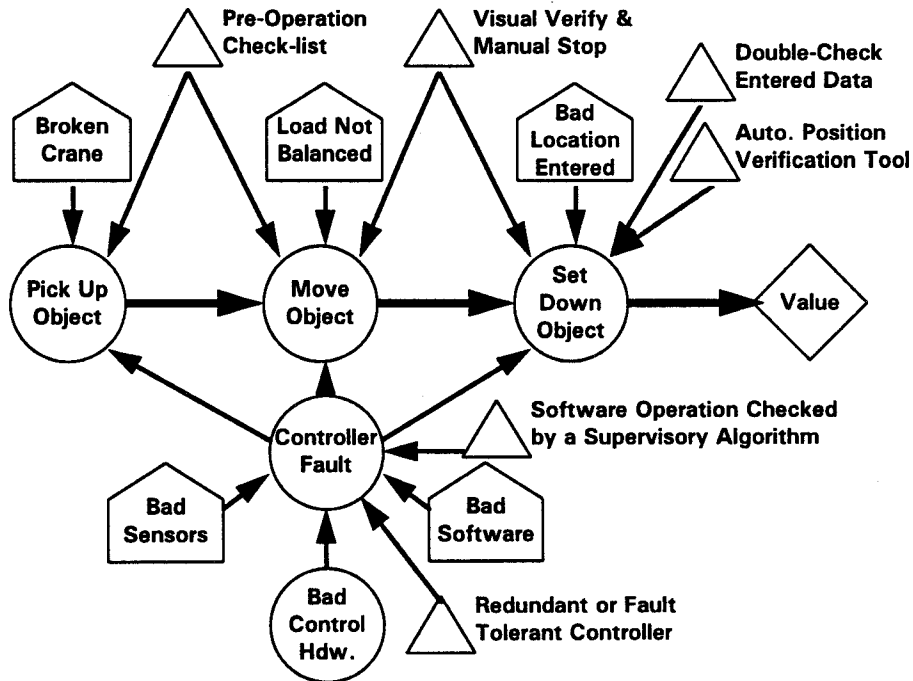 Pre-Operation
Check-list
Visual Verify &
Manual Stop
Double-Check
Entered Data
Auto. Position
Verification Tool
Broken
Crane
Load Not
Balanced
Bad
Location
Entered
Pick Up
Object
Move
Object
Set
Down
Object
Value
Controller
Fault
Software Operation Checked
by a Supervisory Algorithm
Bad
Sensors
Bad
Software
Bad
Control
Hdw.
Redundant or Fault
Tolerant Controller